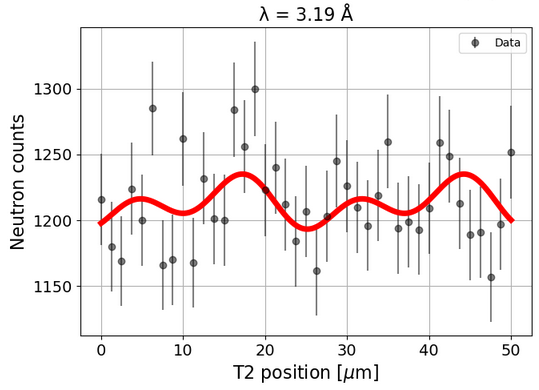 λ = 3.19 Å
Data
1300
1250
1200
1150
Neutron counts
0 10 20 30 40 50
T2 position [μm]